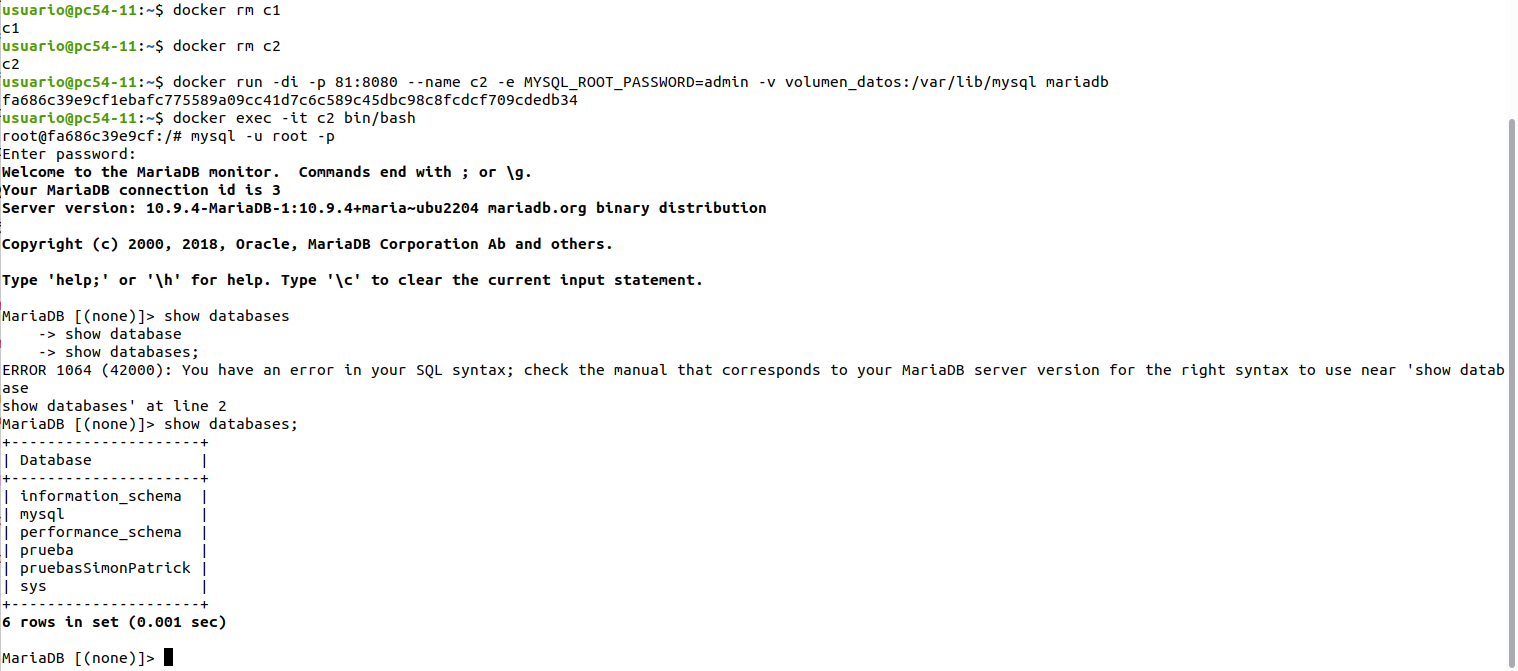 usuario@pc54-11:~$ docker rm c1
c1
usuario@pc54-11:~$ docker rm c2
c2
usuario@pc54-11:~$ docker run -di -p 81:8080 --name c2 -e MYSQL_ROOT_PASSWORD=admin -v volumen_datos:/var/lib/mysql mariadb
fa686c39e9cf1ebafc775589a09cc41d7c6c589c45dbc98c8fcdcf709cdedb34
usuario@pc54-11:~$ docker exec -it c2 bin/bash
root@fa686c39e9cf:/# mysql -u root -p
Enter password:
Welcome to the MariaDB monitor.  Commands end with ; or \g.
Your MariaDB connection id is 3
Server version: 10.9.4-MariaDB-1:10.9.4+maria~ubu2204 mariadb.org binary distribution

Copyright (c) 2000, 2018, Oracle, MariaDB Corporation Ab and others.

Type 'help;' or '\h' for help. Type '\c' to clear the current input statement.

MariaDB [(none)]> show databases
    -> show database
    -> show databases;
ERROR 1064 (42000): You have an error in your SQL syntax; check the manual that corresponds to your MariaDB server version for the right syntax to use near 'show datab
ase
show databases' at line 2
MariaDB [(none)]> show databases;
+---------------------+
| Database            |
+---------------------+
| information_schema  |
| mysql               |
| performance_schema  |
| prueba              |
| pruebasSimonPatrick |
| sys                 |
+---------------------+
6 rows in set (0.001 sec)

MariaDB [(none)]>